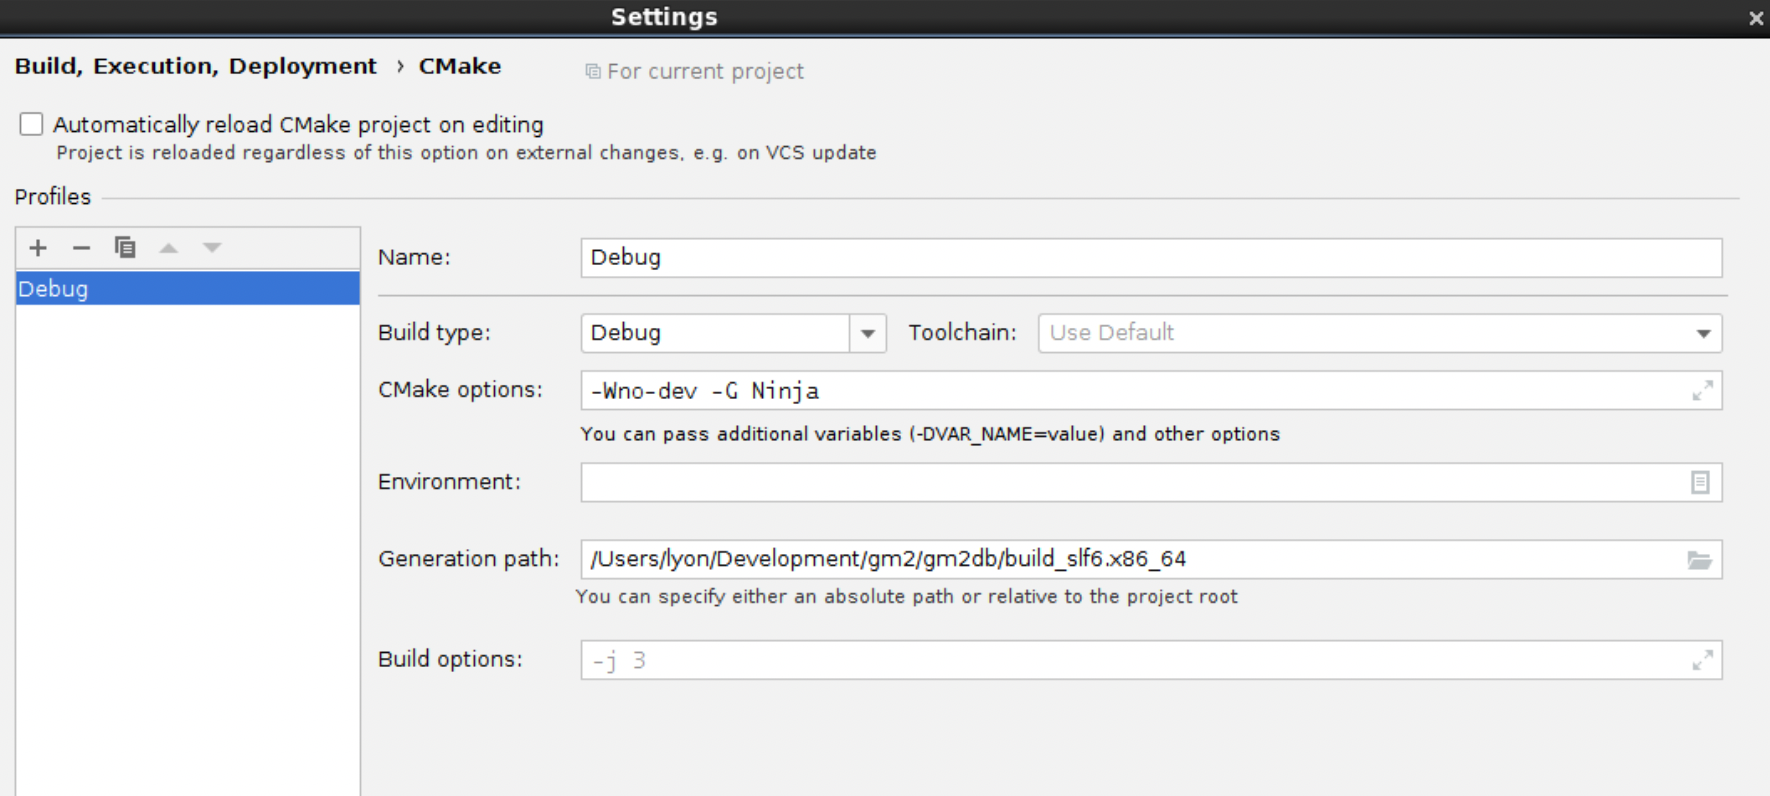 Settings
Build, Execution, Deployment › CMake For current project
Automatically reload CMake project on editing
Project is reloaded regardless of this option on external changes, e.g. on VCS update
Profiles
Debug
Name: Debug
Build type: Debug Toolchain: Use Default
CMake options: -Wno-dev -G Ninja
You can pass additional variables (-DVAR_NAME=value) and other options
Environment:
Generation path: /Users/lyon/Development/gm2/gm2db/build_slf6.x86_64
You can specify either an absolute path or relative to the project root
Build options: -j 3